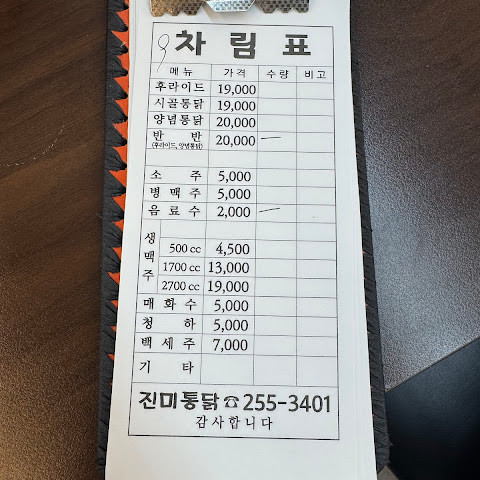 9
차림표
메뉴 가격 수량 비고
후라이드 19,000
시골통닭 19,000
양념통닭 20,000
반 반 20,000 —
(후라이드, 양념통닭)
소 주 5,000
병 맥 주 5,000
음 료 수 2,000 —
생맥주
500 cc 4,500
1700 cc 13,000
2700 cc 19,000
매 화 수 5,000
청 하 5,000
백 세 주 7,000
기 타
진미통닭☎255-3401
감사합니다